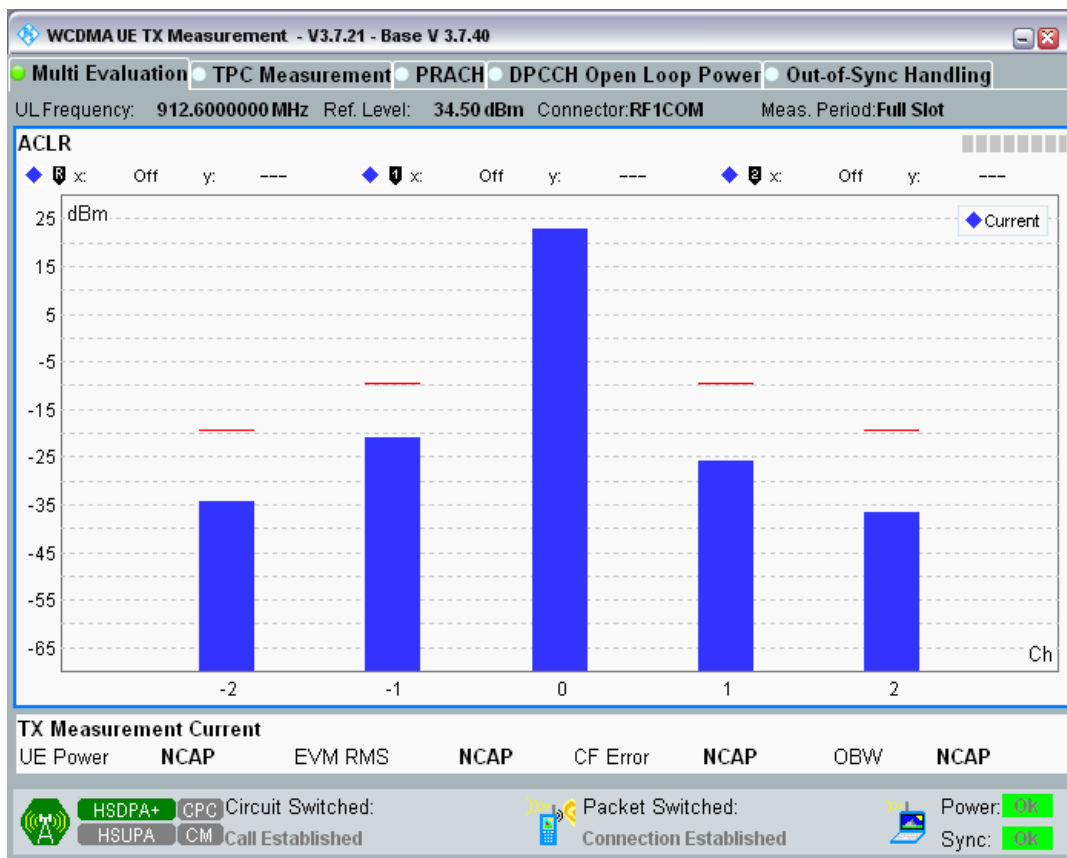 WCDMA UE TX Measurement - V3.7.21 - Base V 3.7.40
Multi Evaluation TPC Measurement PRACH DPCCH Open Loop Power Out-of-Sync Handling
UL Frequency: 912.6000000 MHz Ref. Level: 34.50 dBm Connector:RF1COM Meas. Period:Full Slot
ACLR
R x: Off y: --- 1 x: Off y: --- 2 x: Off y: ---
dBm
Current
25
15
5
-5
-15
-25
-35
-45
-55
-65
Ch
-2 -1 0 1 2
TX Measurement Current
UE Power NCAP EVM RMS NCAP CF Error NCAP OBW NCAP
HSDPA+ CPC Circuit Switched: Packet Switched: Power: Ok
HSUPA CM Call Established Connection Established Sync: Ok